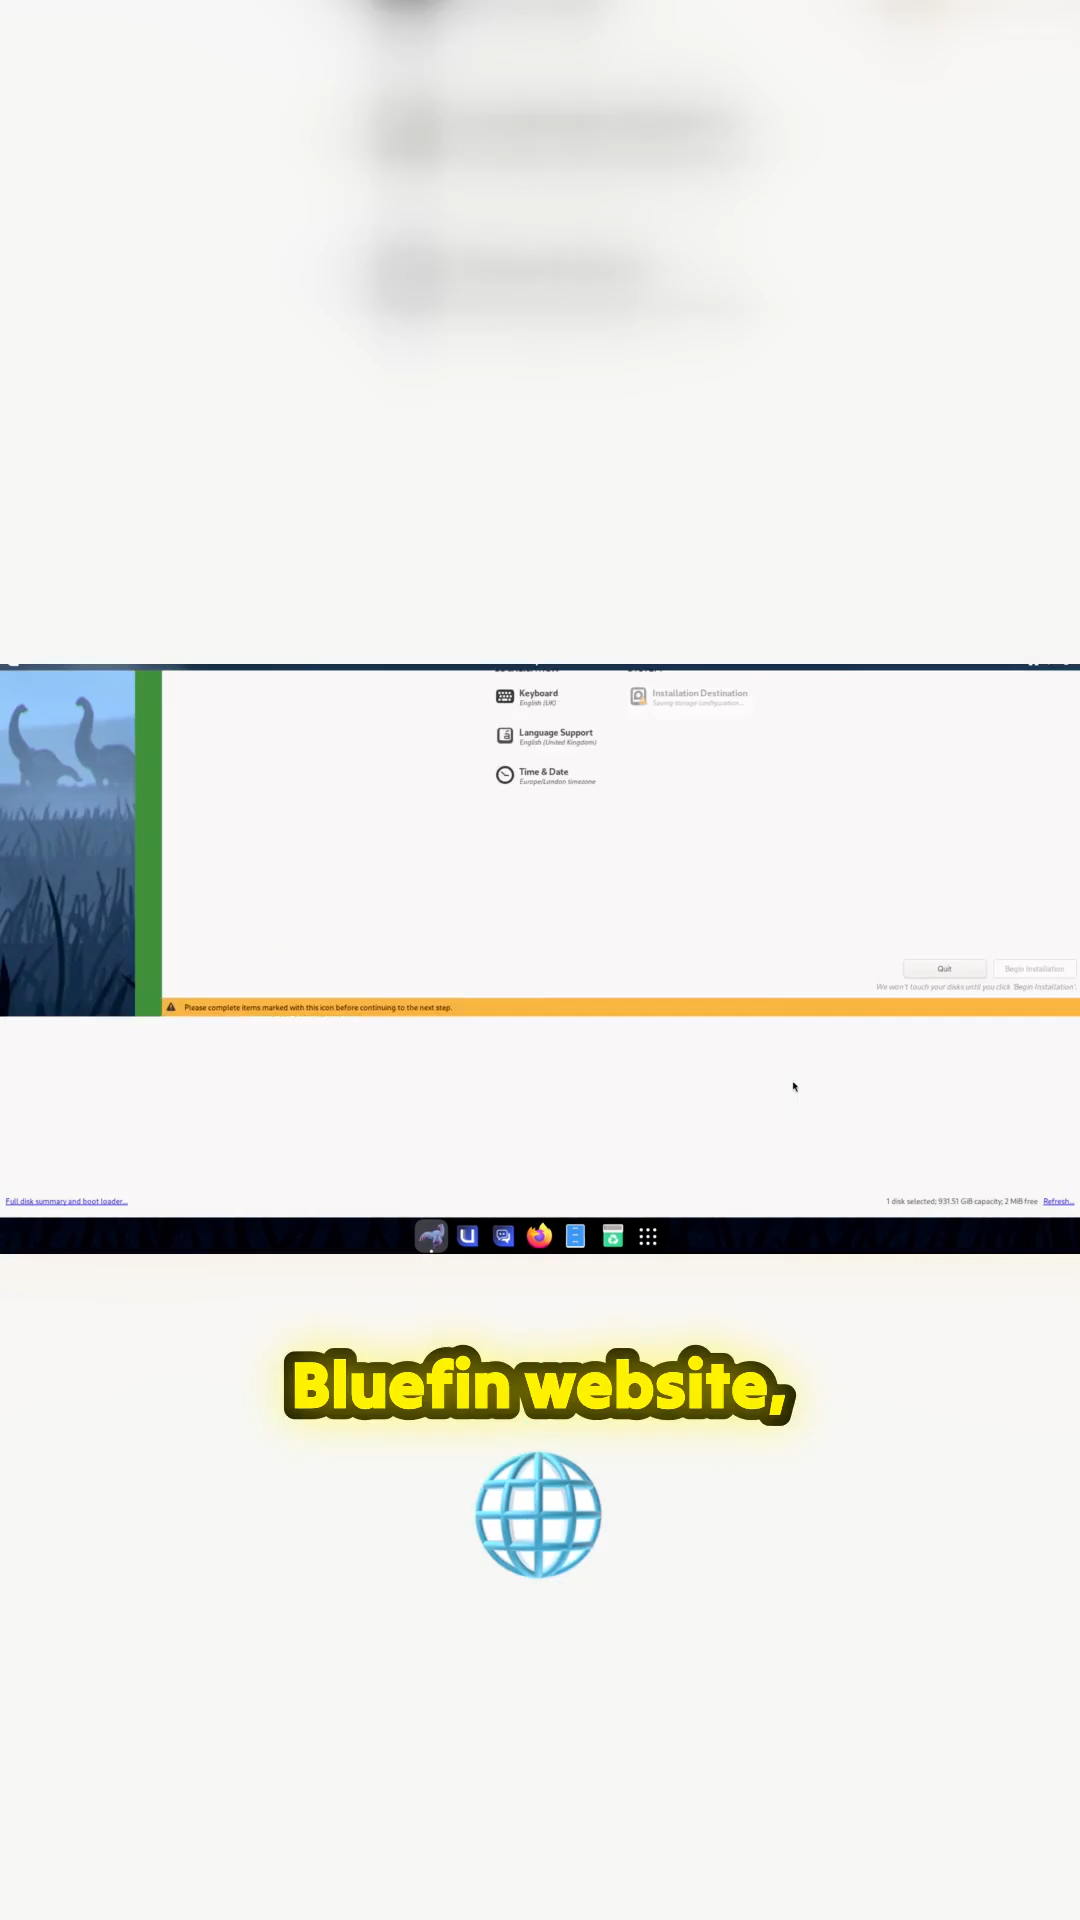 Keyboard
English (UK)
Installation Destination
Saving storage configuration...
Language Support
English (United Kingdom)
Time & Date
Europe/London timezone
Quit
Begin Installation
We won't touch your disks until you click 'Begin Installation'.
Please complete items marked with this icon before continuing to the next step.
Full disk summary and boot loader...
1 disk selected; 931.51 GiB capacity; 2 MiB free
Refresh...
Bluefin website,